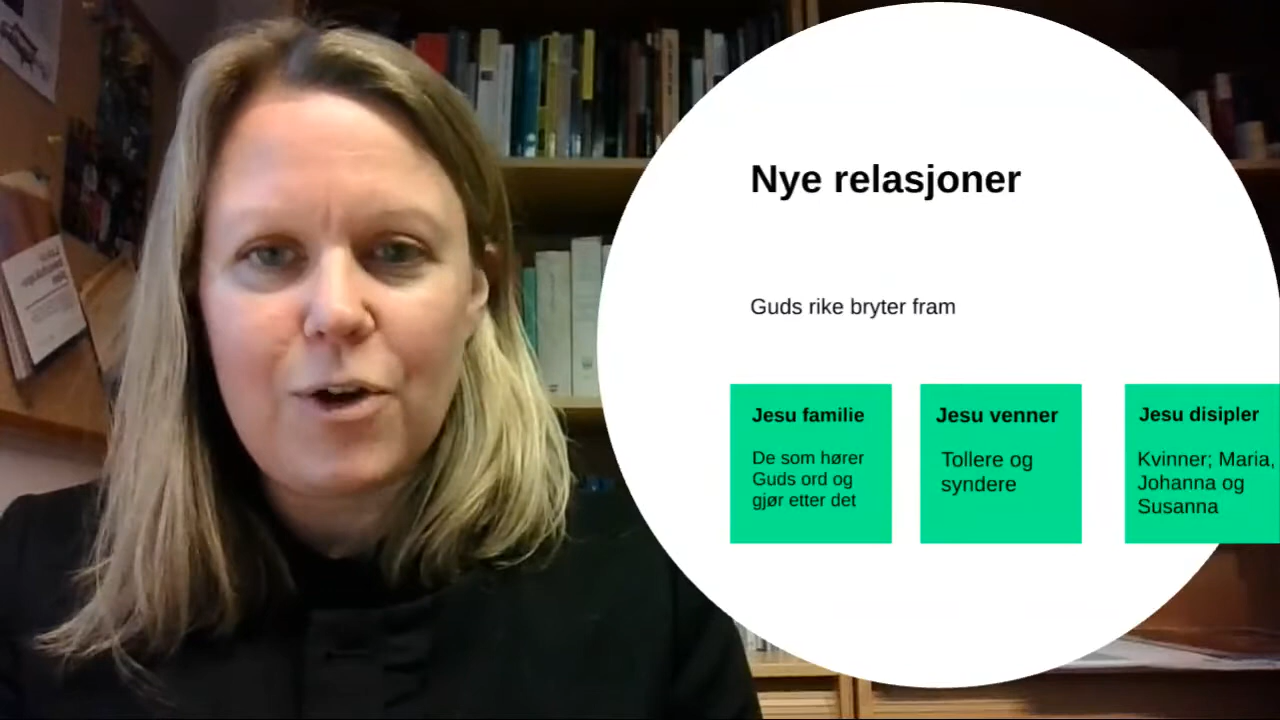 Nye relasjoner
Guds rike bryter fram
Jesu familie
De som hører
Guds ord og
gjør etter det
Jesu venner
Tollere og
syndere
Jesu disipler
Kvinner; Maria,
Johanna og
Susanna